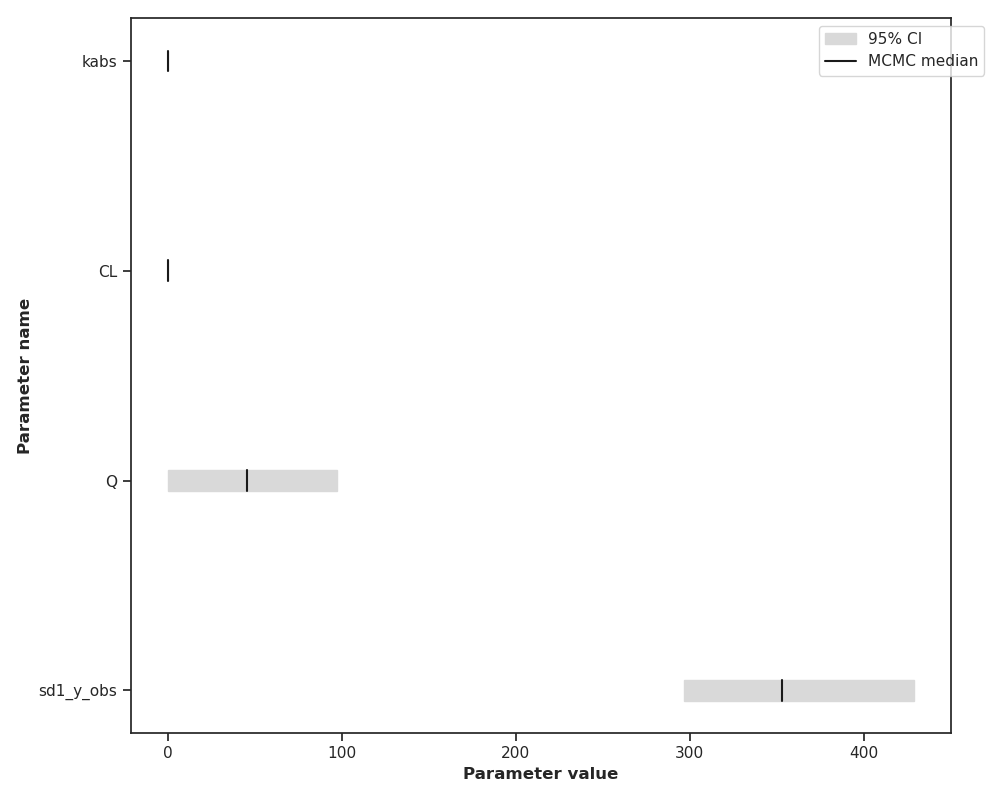 95% CI
MCMC median
kabs
CL
Q
sd1_y_obs
Parameter name
0 100 200 300 400
Parameter value